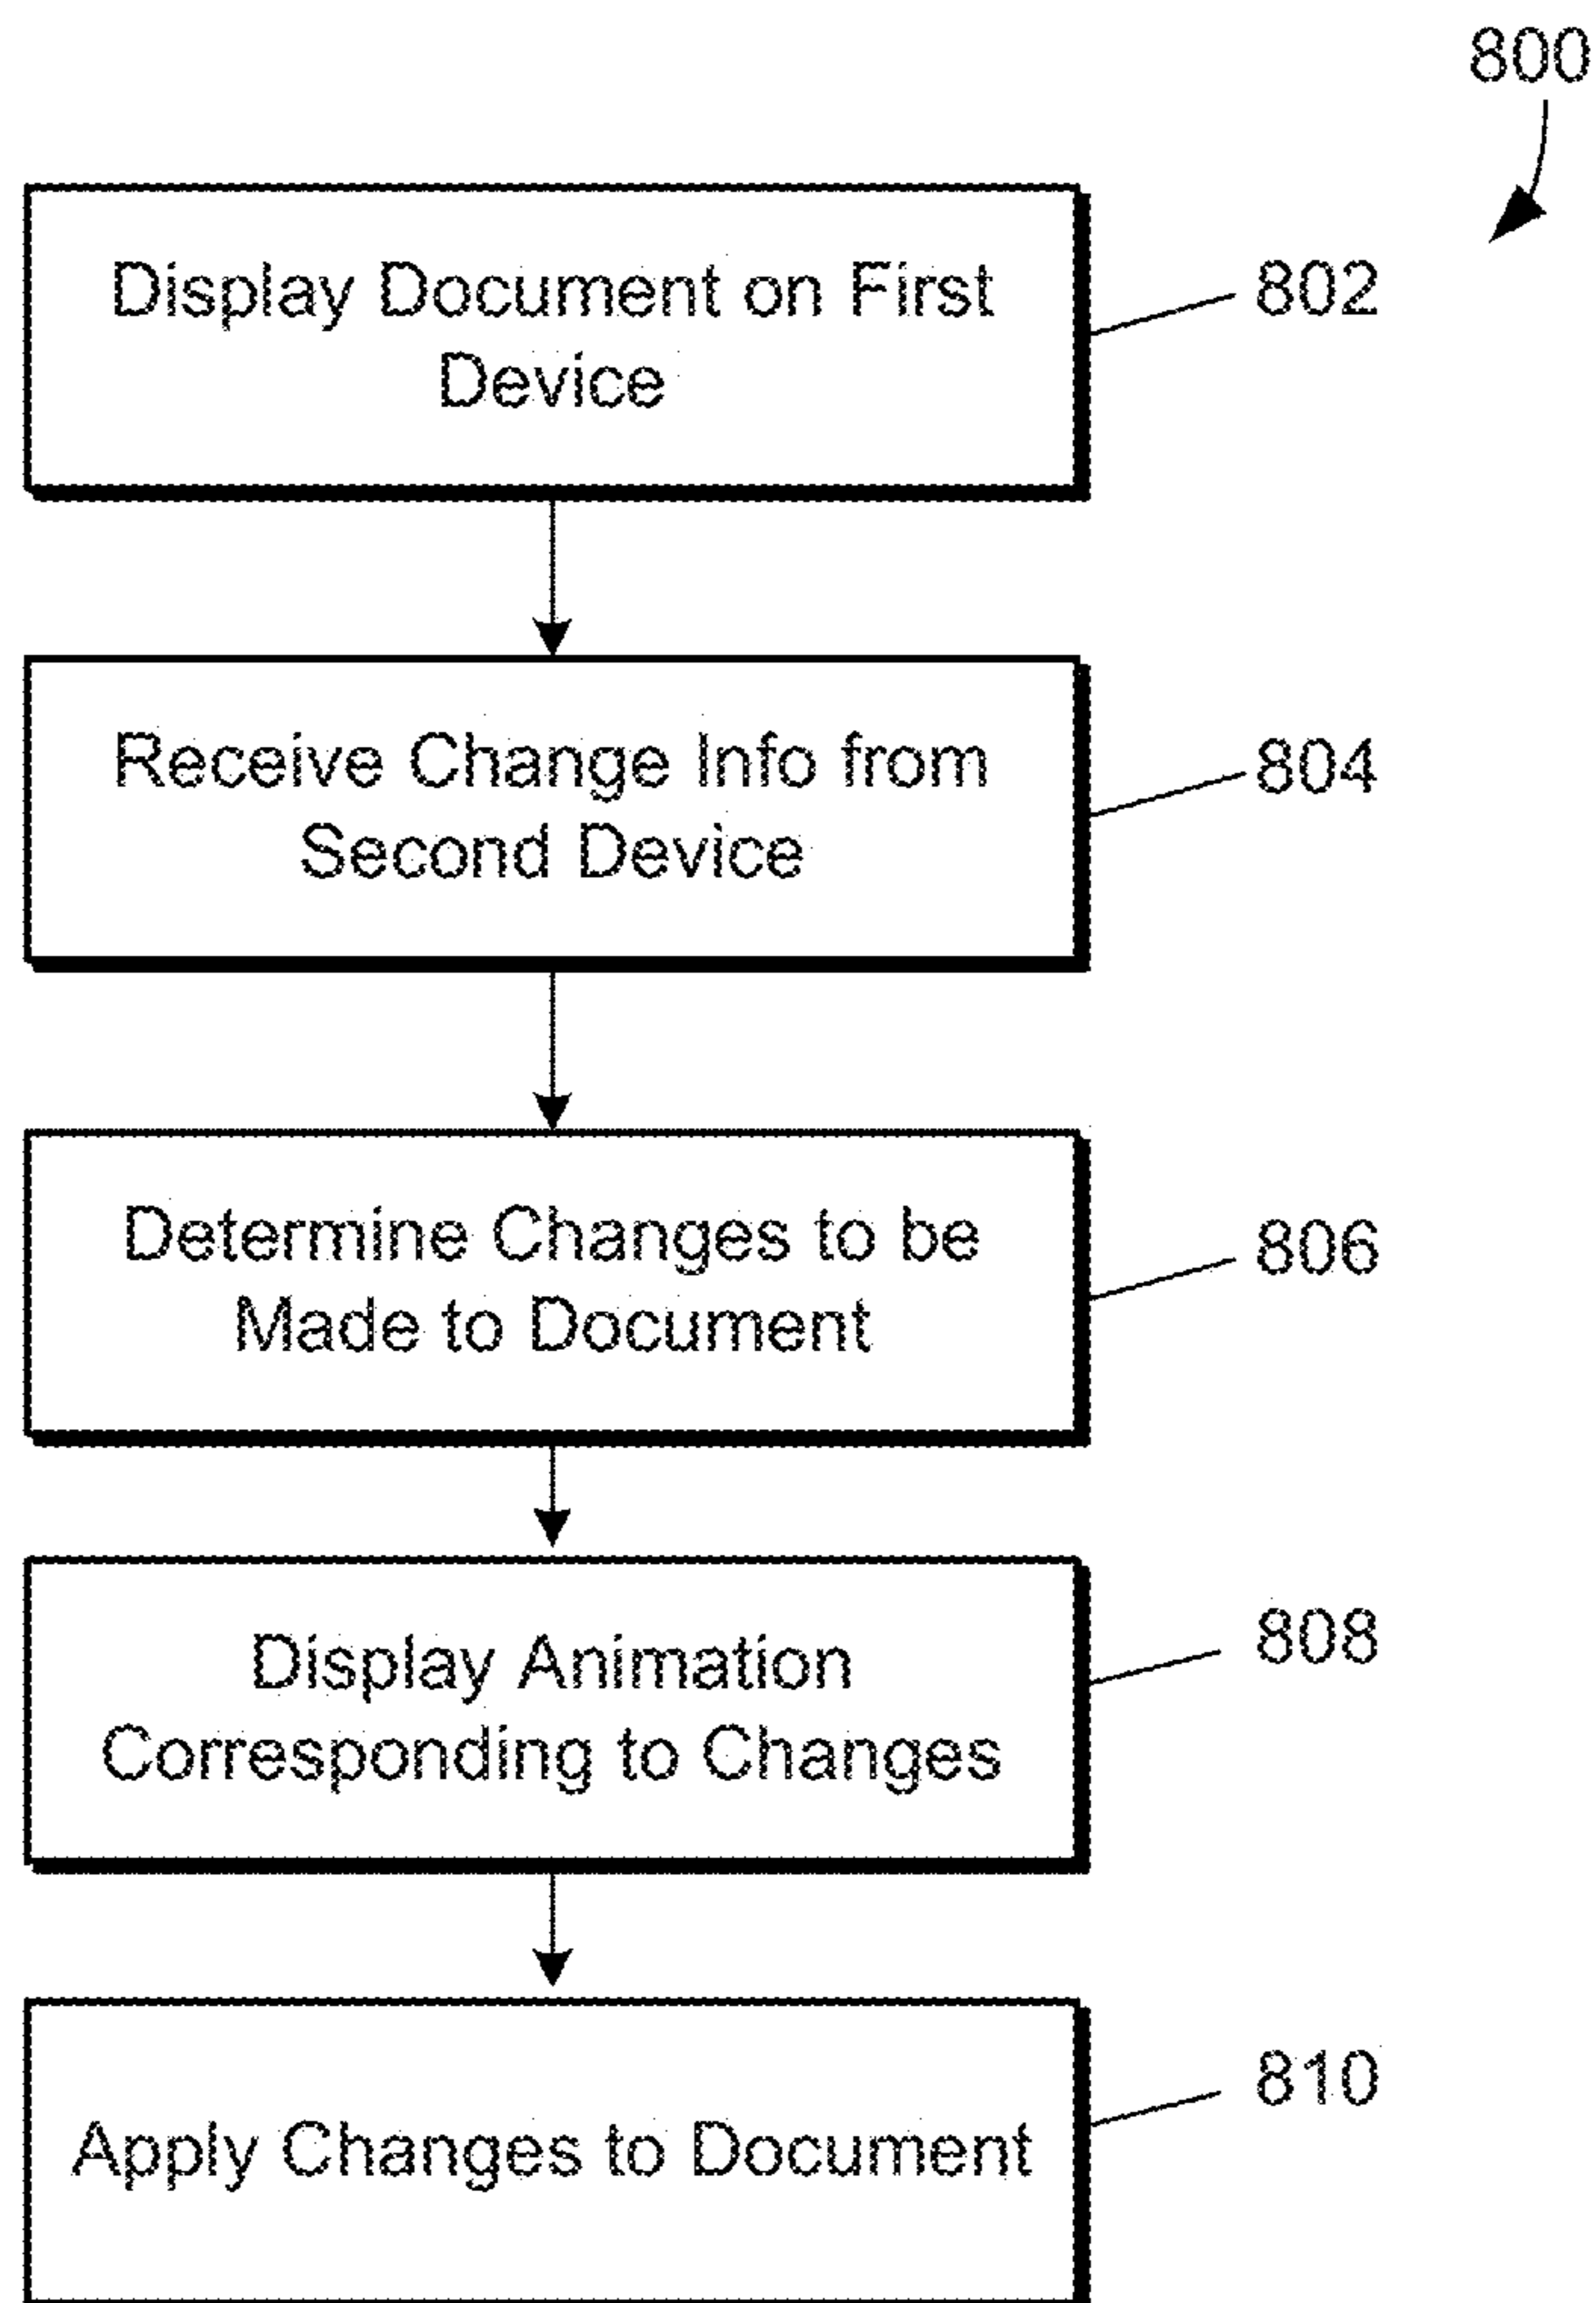 800
Display Document on First
Device
802
Receive Change Info from
Second Device
804
Determine Changes to be
Made to Document
806
Display Animation
Corresponding to Changes
808
Apply Changes to Document
810